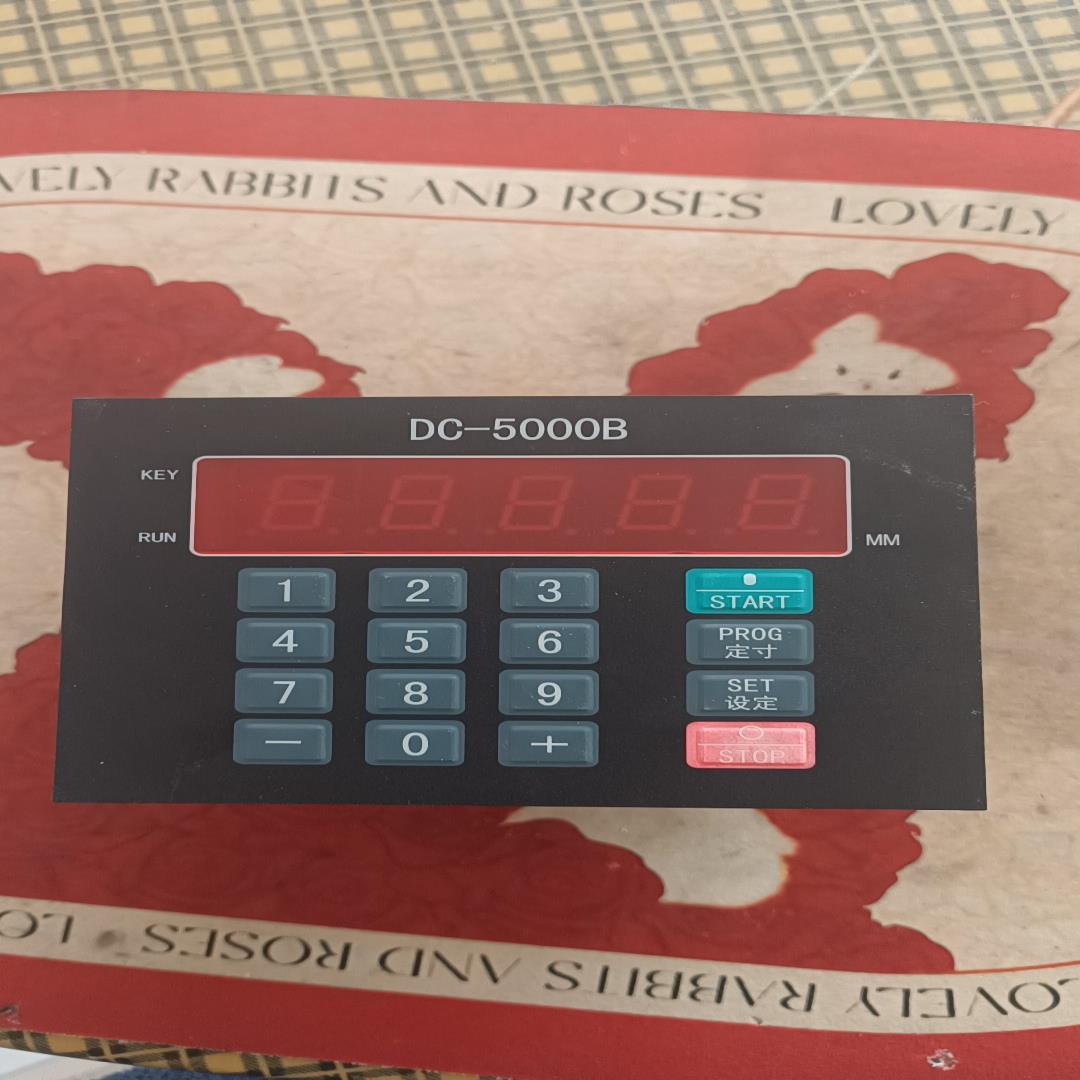 VELY RABBITS AND ROSES LOVELY
DC-5000B
KEY
88888
RUN
MM
1 2 3 START
4 5 6 PROG
定寸
7 8 9 SET
设定
- 0 + STOP
LOVELY RABBITS AND ROSES LO